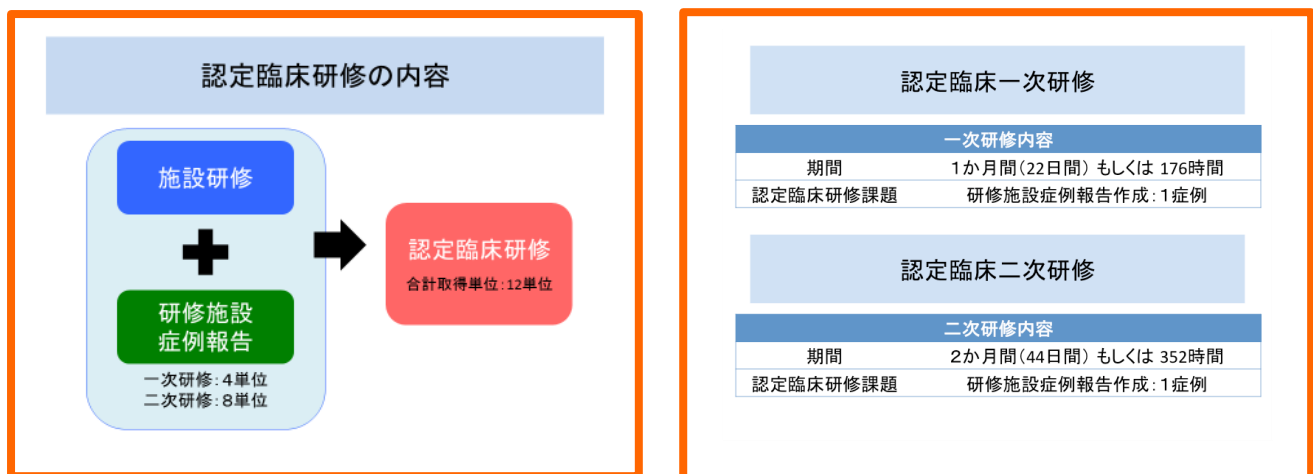 認定臨床研修の内容
施設研修
研修施設
症例報告
一次研修:4単位
二次研修:8単位
認定臨床研修
合計取得単位:12単位
認定臨床一次研修
一次研修内容
期間 1か月間(22日間) もしくは 176時間
認定臨床研修課題 研修施設症例報告作成:1症例
認定臨床二次研修
二次研修内容
期間 2か月間(44日間) もしくは 352時間
認定臨床研修課題 研修施設症例報告作成:1症例